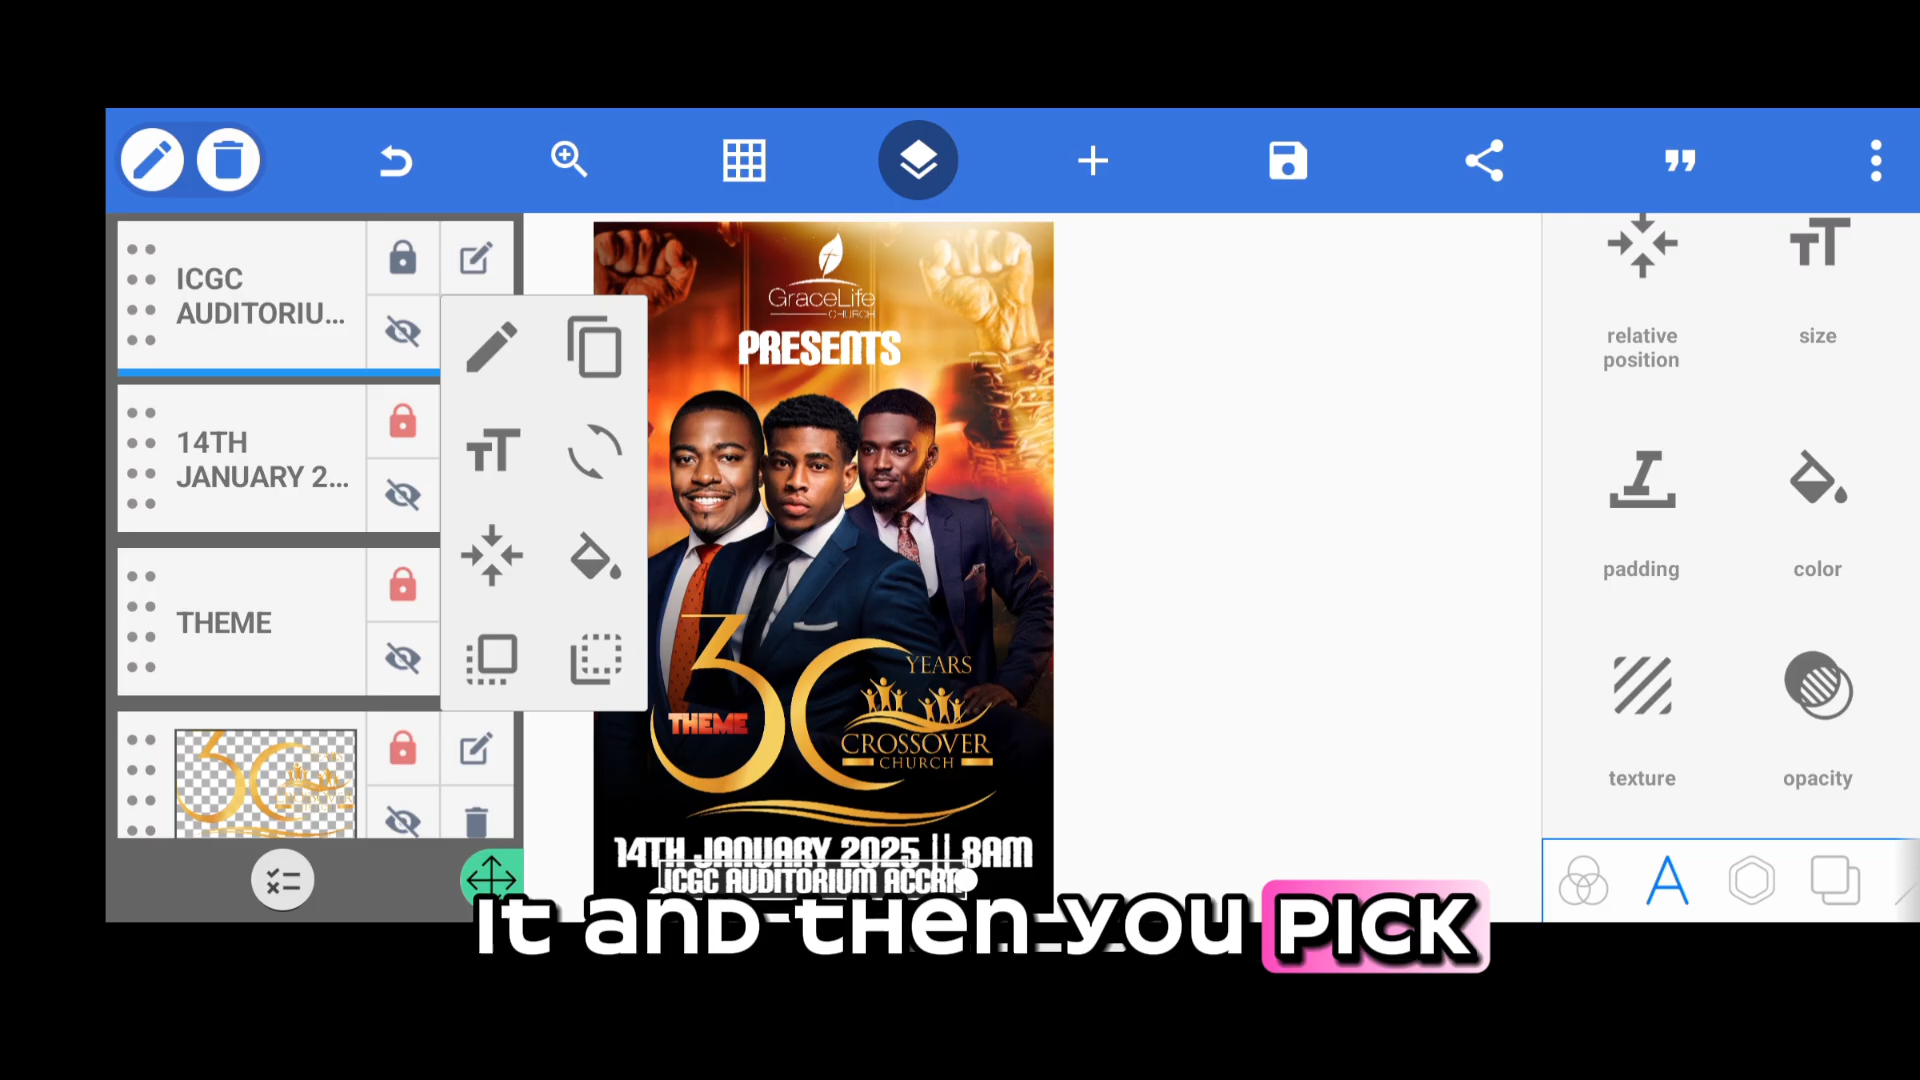 ICGC
AUDITORIU...
14TH
JANUARY 2...
THEME
GraceLife
CHURCH
PRESENTS
YEARS
30
THEME
CROSSOVER
CHURCH
14TH JANUARY 2025 || 8AM
ICGC AUDITORIUM ACCRA
relative
position
size
padding
color
texture
opacity
IT AND THEN YOU PICK